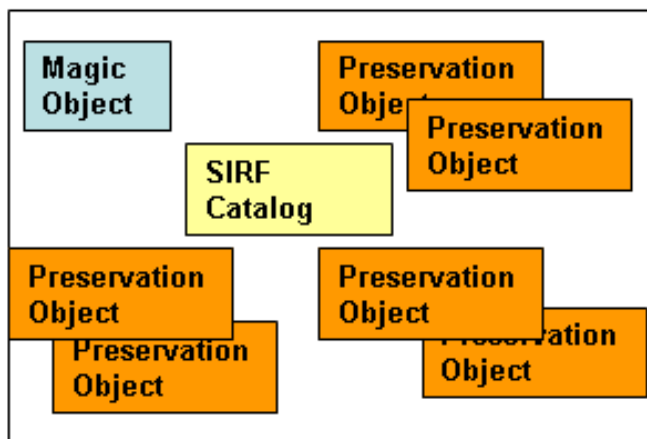 Magic
Object
Preservation
Object
Preservation
Object
SIRF
Catalog
Preservation
Object
Preservation
Object
Preservation
Object
Preservation
Object